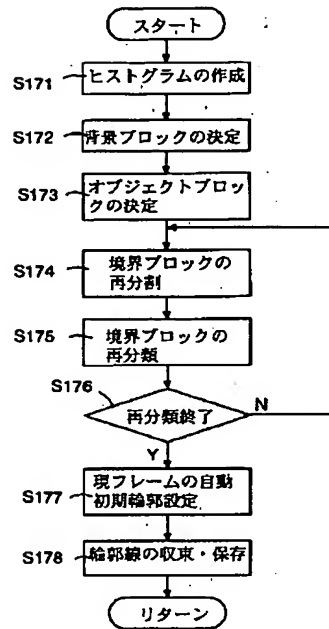 スタート
S171
ヒストグラムの作成
S172
背景ブロックの決定
S173
オブジェクトブロッ
クの決定
S174
境界ブロックの
再分割
S175
境界ブロックの
再分類
S176
再分類終了
N
Y
S177
現フレームの自動
初期輪郭設定
S178
輪郭線の収束・保存
リターン